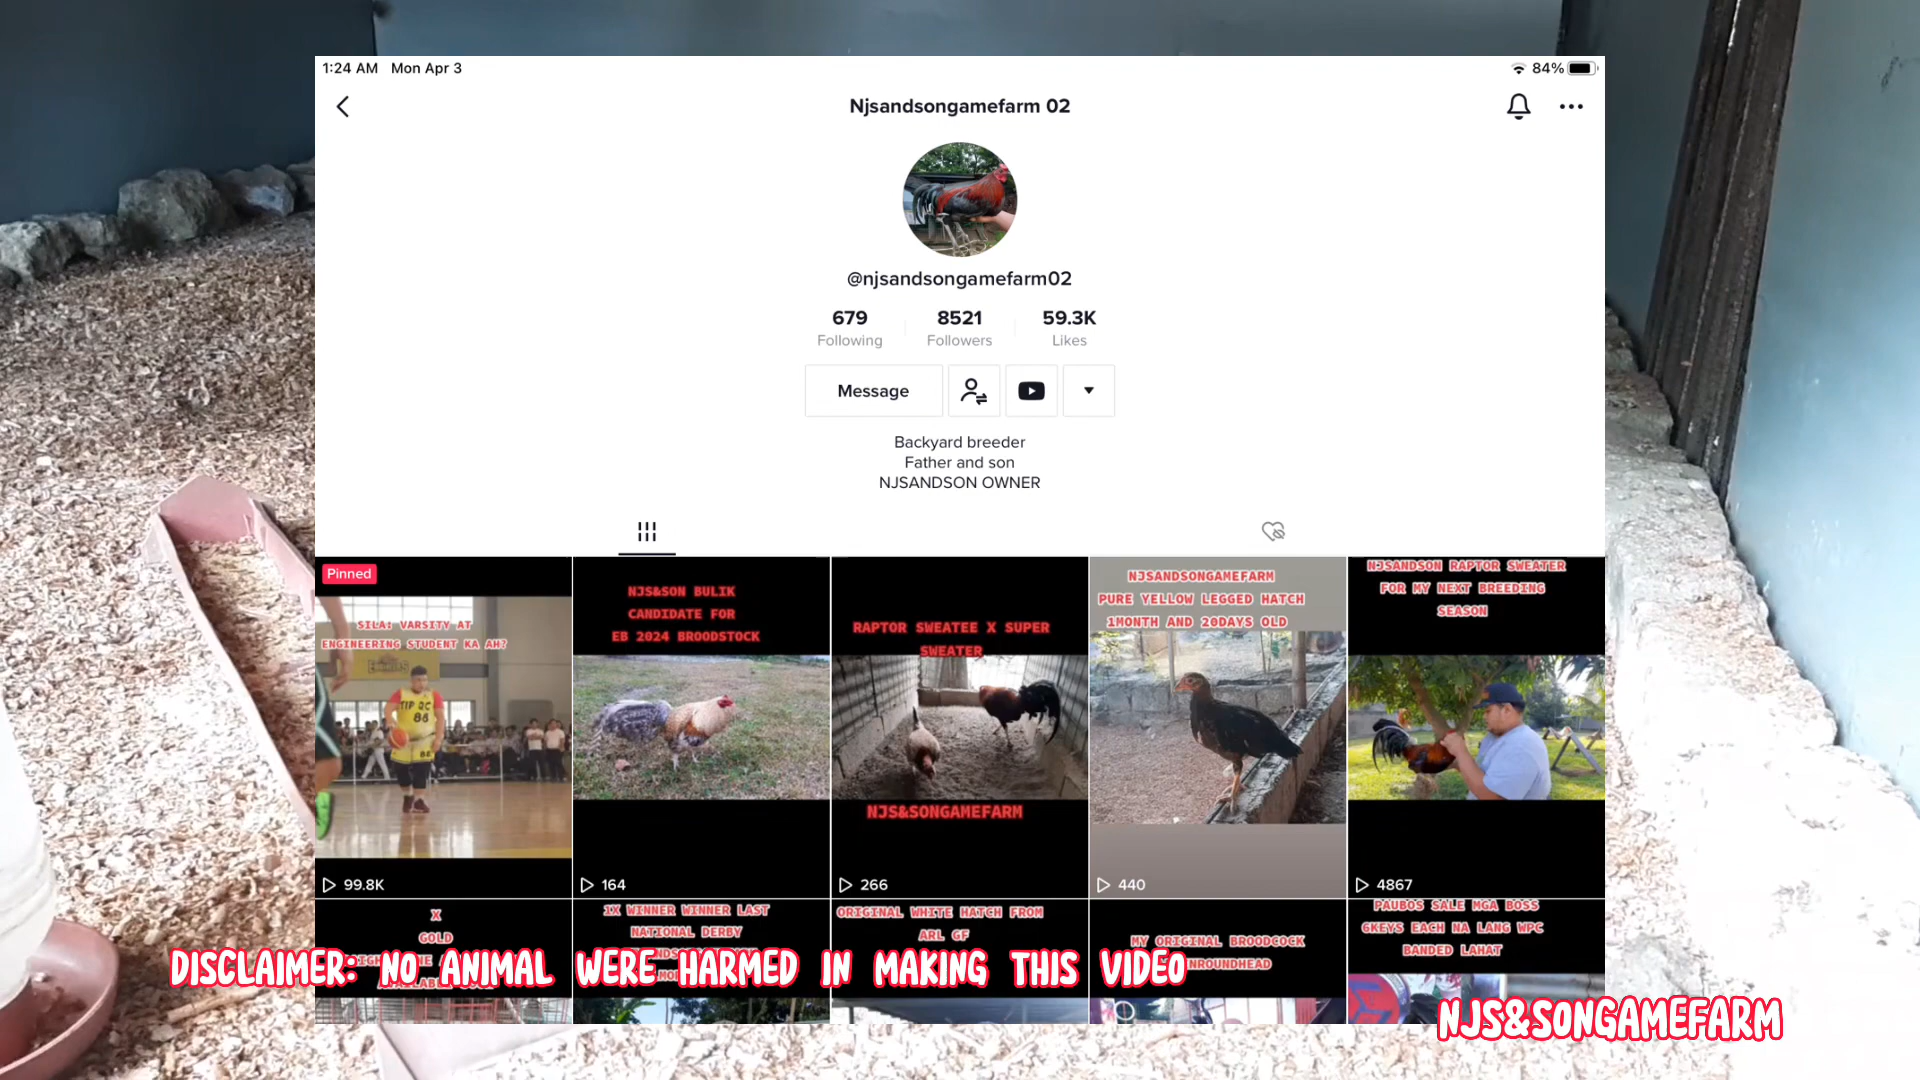 1:24 AM Mon Apr 3
84%
Njsandsongamefarm 02
@njsandsongamefarm02
679 8521 59.3K
Following Followers Likes
Message
Backyard breeder
Father and son
NJSANDSON OWNER
Pinned
SILA: VARSITY AT
ENGINEERING STUDENT KA AH?
TIP QC
86
99.8K
NJS&SON BULIK
CANDIDATE FOR
EB 2024 BROODSTOCK
164
RAPTOR SWEATEE X SUPER
SWEATER
NJS&SONGAMEFARM
266
NJSANDSONGAMEFARM
PURE YELLOW LEGGED HATCH
1MONTH AND 20DAYS OLD
440
NJSANDSON RAPTOR SWEATER
FOR MY NEXT BREEDING
SEASON
4867
X
GOLD
1X WINNER WINNER LAST
NATIONAL DERBY
ORIGINAL WHITE HATCH FROM
ARL GF
MY ORIGINAL BROODCOCK
PAUBOS SALE MGA BOSS
6KEYS EACH NA LANG WPC
BANDED LAHAT
DISCLAIMER: NO ANIMAL WERE HARMED IN MAKING THIS VIDEO
NJS&SONGAMEFARM